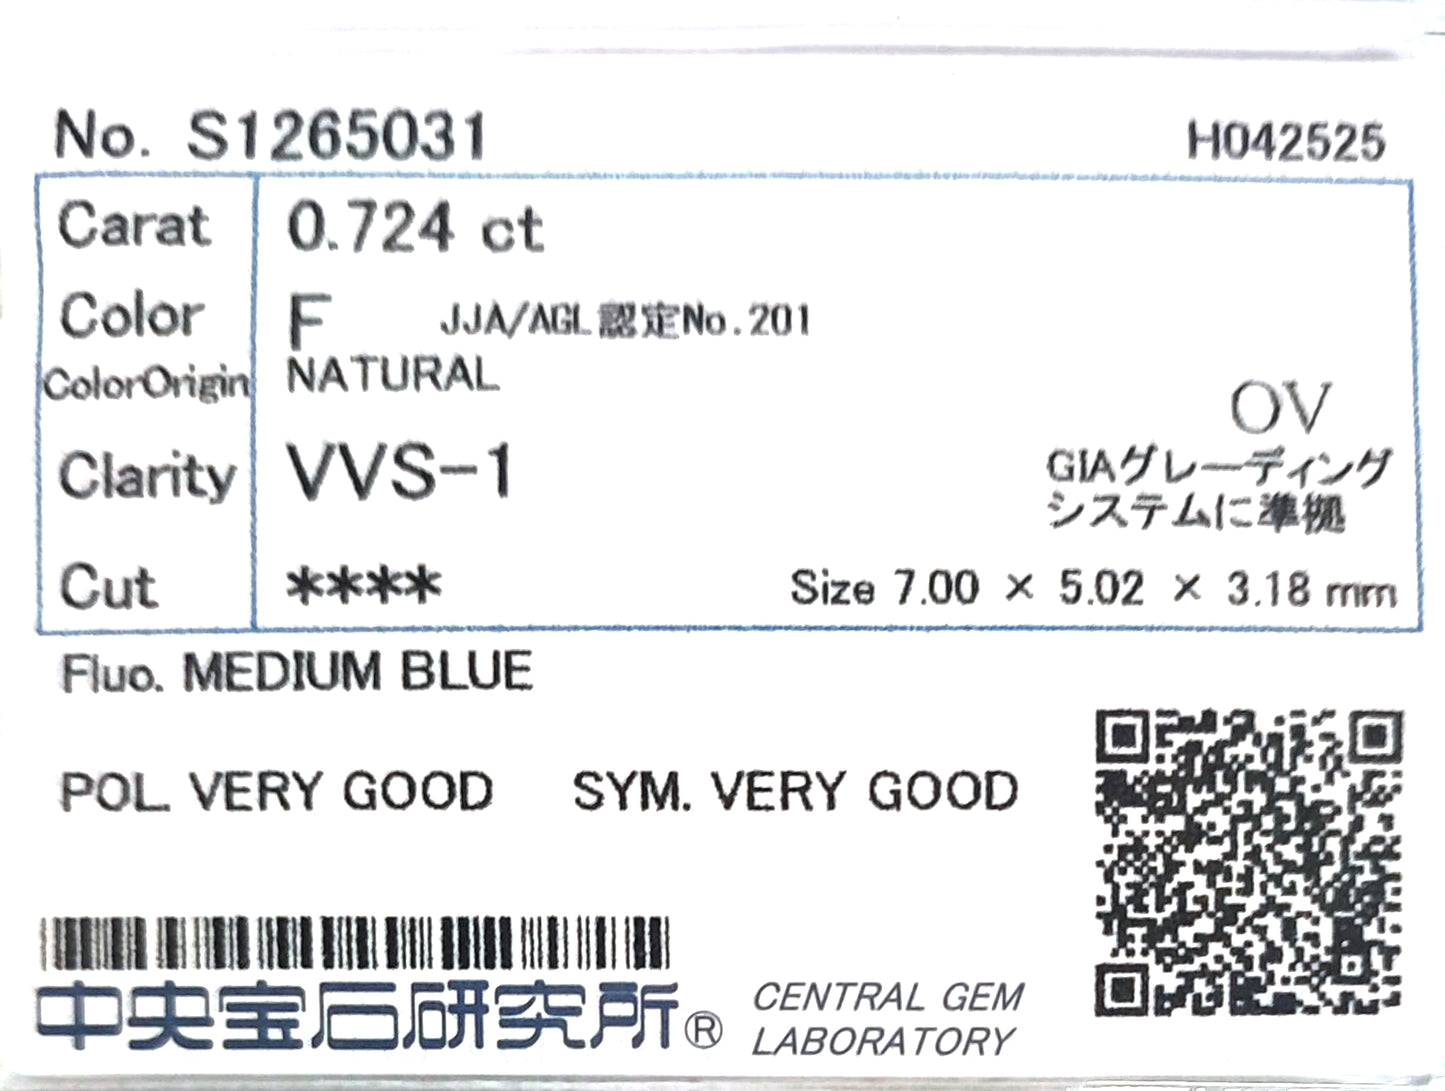 No. S1265031 H042525
Carat 0.724 ct
Color F JJA/AGL認定No.201
ColorOrigin NATURAL
OV
Clarity VVS-1 GIAグレーディング
システムに準拠
Cut **** Size 7.00 × 5.02 × 3.18 mm
Fluo. MEDIUM BLUE
POL. VERY GOOD SYM. VERY GOOD
中央宝石研究所® CENTRAL GEM
LABORATORY